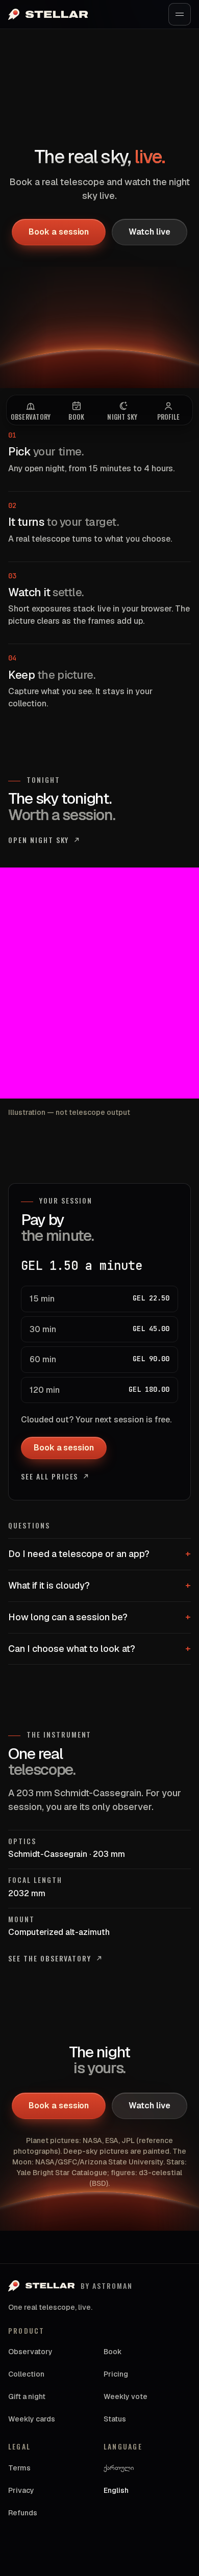 STELLAR
The real sky, live.
Book a real telescope and watch the night
sky live.
Book a session
Watch live
OBSERVATORY
BOOK
NIGHT SKY
PROFILE
01
Pick your time.
Any open night, from 15 minutes to 4 hours.
02
It turns to your target.
A real telescope turns to what you choose.
03
Watch it settle.
Short exposures stack live in your browser. The
picture clears as the frames add up.
04
Keep the picture.
Capture what you see. It stays in your
collection.
TONIGHT
The sky tonight.
Worth a session.
OPEN NIGHT SKY ↗
Illustration — not telescope output
YOUR SESSION
Pay by
the minute.
GEL 1.50 a minute
15 min GEL 22.50
30 min GEL 45.00
60 min GEL 90.00
120 min GEL 180.00
Clouded out? Your next session is free.
Book a session
SEE ALL PRICES ↗
QUESTIONS
Do I need a telescope or an app? +
What if it is cloudy? +
How long can a session be? +
Can I choose what to look at? +
THE INSTRUMENT
One real
telescope.
A 203 mm Schmidt-Cassegrain. For your
session, you are its only observer.
OPTICS
Schmidt-Cassegrain · 203 mm
FOCAL LENGTH
2032 mm
MOUNT
Computerized alt-azimuth
SEE THE OBSERVATORY ↗
The night
is yours.
Book a session
Watch live
Planet pictures: NASA, ESA, JPL (reference
photographs). Deep-sky pictures are painted. The
Moon: NASA/GSFC/Arizona State University. Stars:
Yale Bright Star Catalogue; figures: d3-celestial
(BSD).
STELLAR BY ASTROMAN
One real telescope, live.
PRODUCT
Observatory
Book
Collection
Pricing
Gift a night
Weekly vote
Weekly cards
Status
LEGAL
LANGUAGE
Terms
ქართული
Privacy
English
Refunds